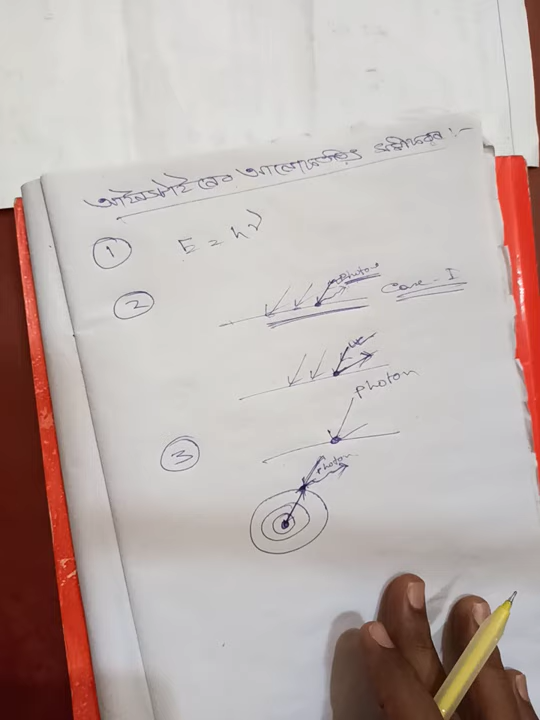 আইনস্টাইনের আলোকতড়িৎ সমীকরণ :-
① E = hν
② photon Case - I
photon
③
photon